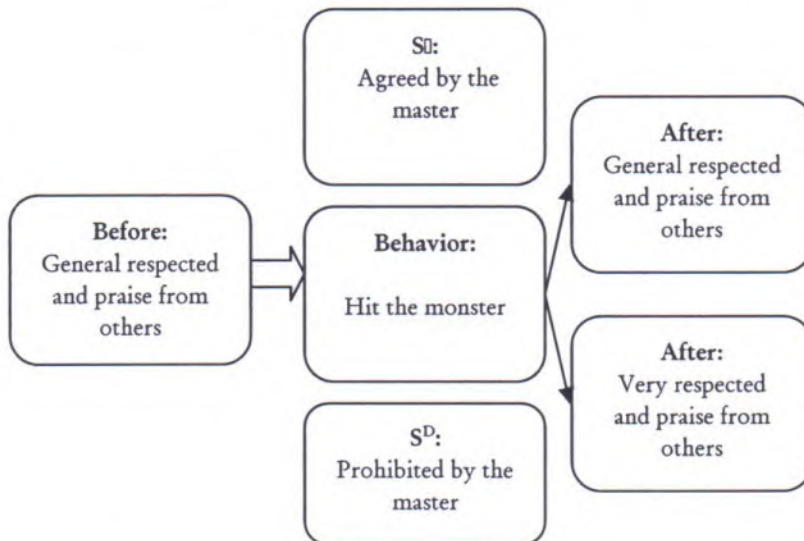 S▯:
Agreed by the
master
Before:
General respected
and praise from
others
Behavior:
Hit the monster
After:
General respected
and praise from
others
After:
Very respected
and praise from
others
S^D:
Prohibited by the
master